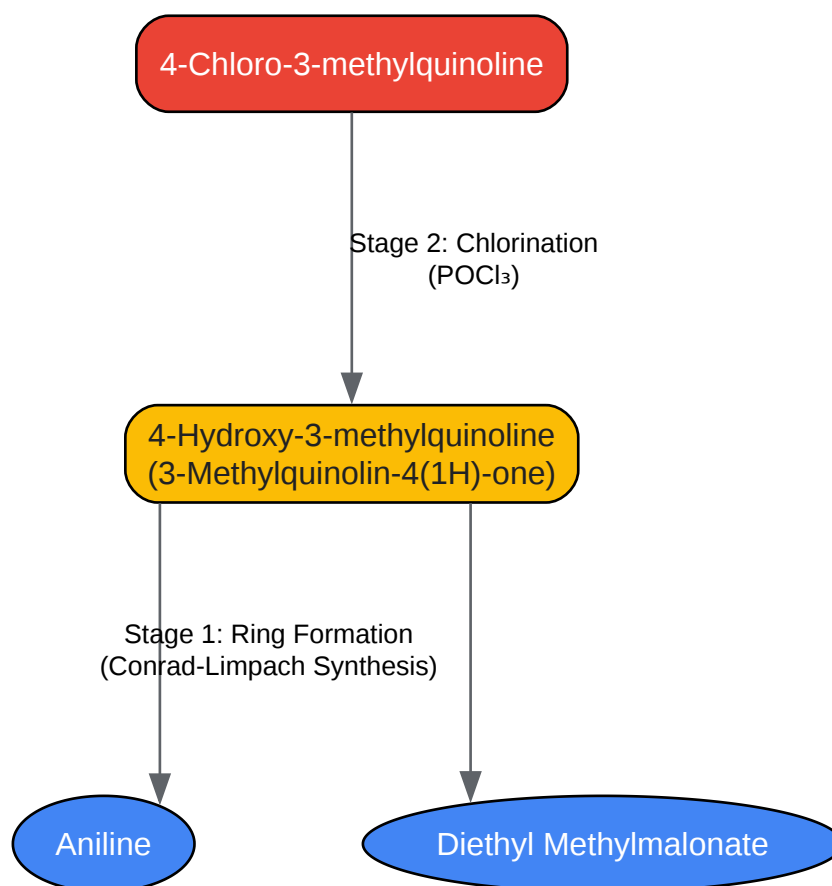 4-Chloro-3-methylquinoline
Stage 2: Chlorination
(POCl₃)
4-Hydroxy-3-methylquinoline
(3-Methylquinolin-4(1H)-one)
Stage 1: Ring Formation
(Conrad-Limpach Synthesis)
Aniline
Diethyl Methylmalonate